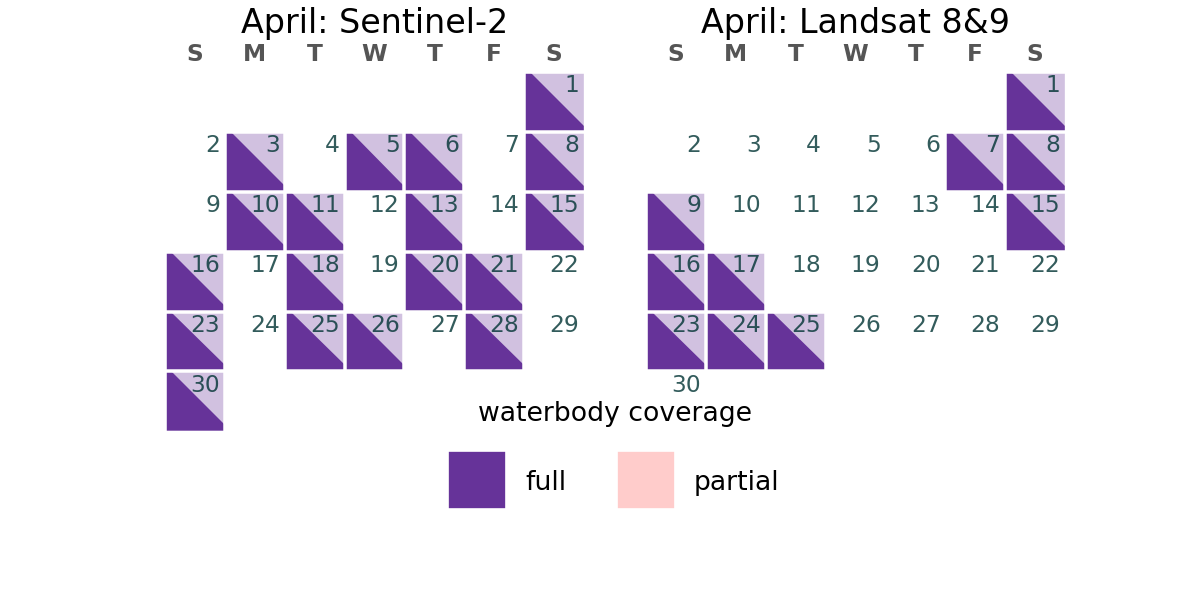 April: Sentinel-2
S M T W T F S
1
2 3 4 5 6 7 8
9 10 11 12 13 14 15
16 17 18 19 20 21 22
23 24 25 26 27 28 29
30
April: Landsat 8&9
S M T W T F S
1
2 3 4 5 6 7 8
9 10 11 12 13 14 15
16 17 18 19 20 21 22
23 24 25 26 27 28 29
30
waterbody coverage
full
partial